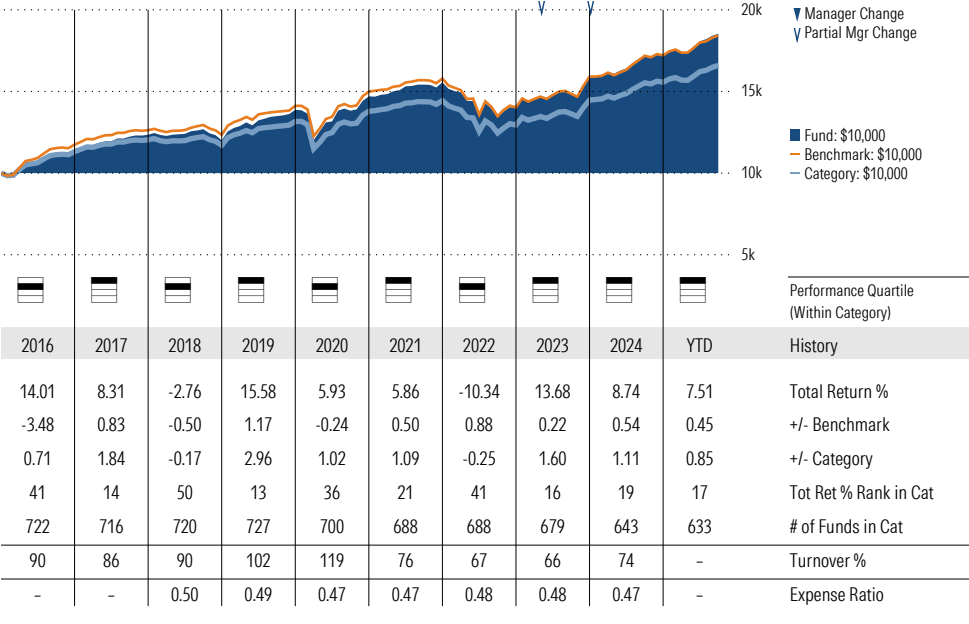 20k
15k
10k
5k
Manager Change
Partial Mgr Change
Fund: $10,000
Benchmark: $10,000
Category: $10,000
Performance Quartile
(Within Category)
2016 2017 2018 2019 2020 2021 2022 2023 2024 YTD History
14.01 8.31 -2.76 15.58 5.93 5.86 -10.34 13.68 8.74 7.51 Total Return %
-3.48 0.83 -0.50 1.17 -0.24 0.50 0.88 0.22 0.54 0.45 +/- Benchmark
0.71 1.84 -0.17 2.96 1.02 1.09 -0.25 1.60 1.11 0.85 +/- Category
41 14 50 13 36 21 41 16 19 17 Tot Ret % Rank in Cat
722 716 720 727 700 688 688 679 643 633 # of Funds in Cat
90 86 90 102 119 76 67 66 74 – Turnover %
– – 0.50 0.49 0.47 0.47 0.48 0.48 0.47 – Expense Ratio